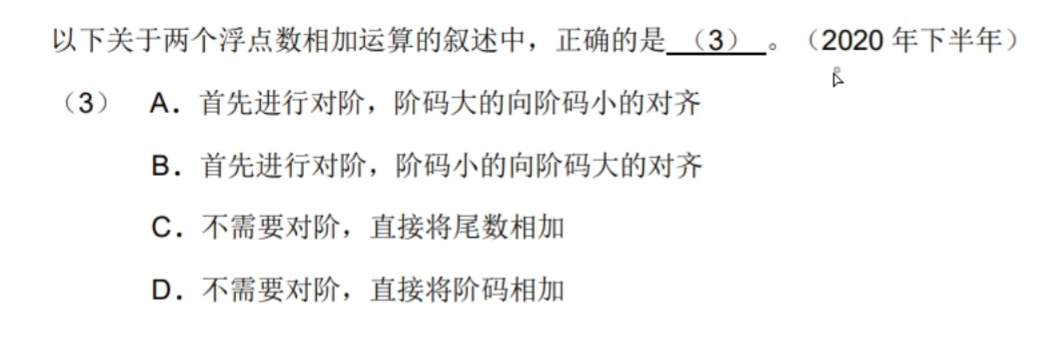 以下关于两个浮点数相加运算的叙述中，正确的是（3）。（2020 年下半年）
（3） A．首先进行对阶，阶码大的向阶码小的对齐
B．首先进行对阶，阶码小的向阶码大的对齐
C．不需要对阶，直接将尾数相加
D．不需要对阶，直接将阶码相加